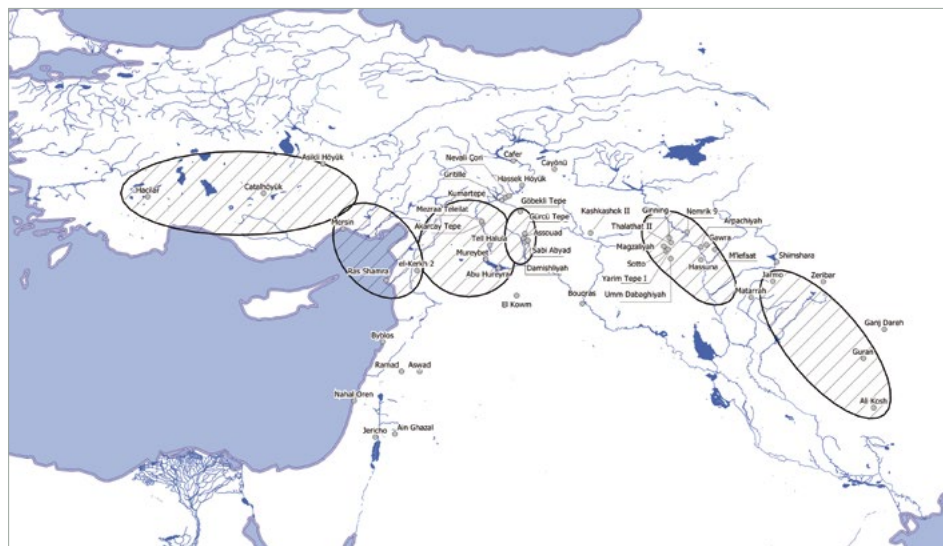 Asikli Höyük
Hacilar
Catalhöyük
Mersin
Ras Shamra
el-Kerkh 2
Nevali Çori
Cafer
Cayönü
Gritille
Hassek Höyük
Kumartepe
Göbekli Tepe
Mezraa Teleilat
Gürcü Tepe
Akarcay Tepe
Assouad
Tell Halula
Sabi Abyad
Mureybet
Abu Hureyra
Damishliyah
El Kowm
Bouqras
Kashkashok II
Ginning
Nemrik 9
Thalathat II
Arpachiyah
Magzaliyah
Gawra
Sotto
Hassuna
M'lefaat
Yarim Tepe I
Umm Dabaghiyah
Matarrah
Shimshara
Jarmo
Zeribar
Ganj Dareh
Guran
Ali Kosh
Byblos
Ramad
Aswad
Nahal Oren
Jericho
Ain Ghazal